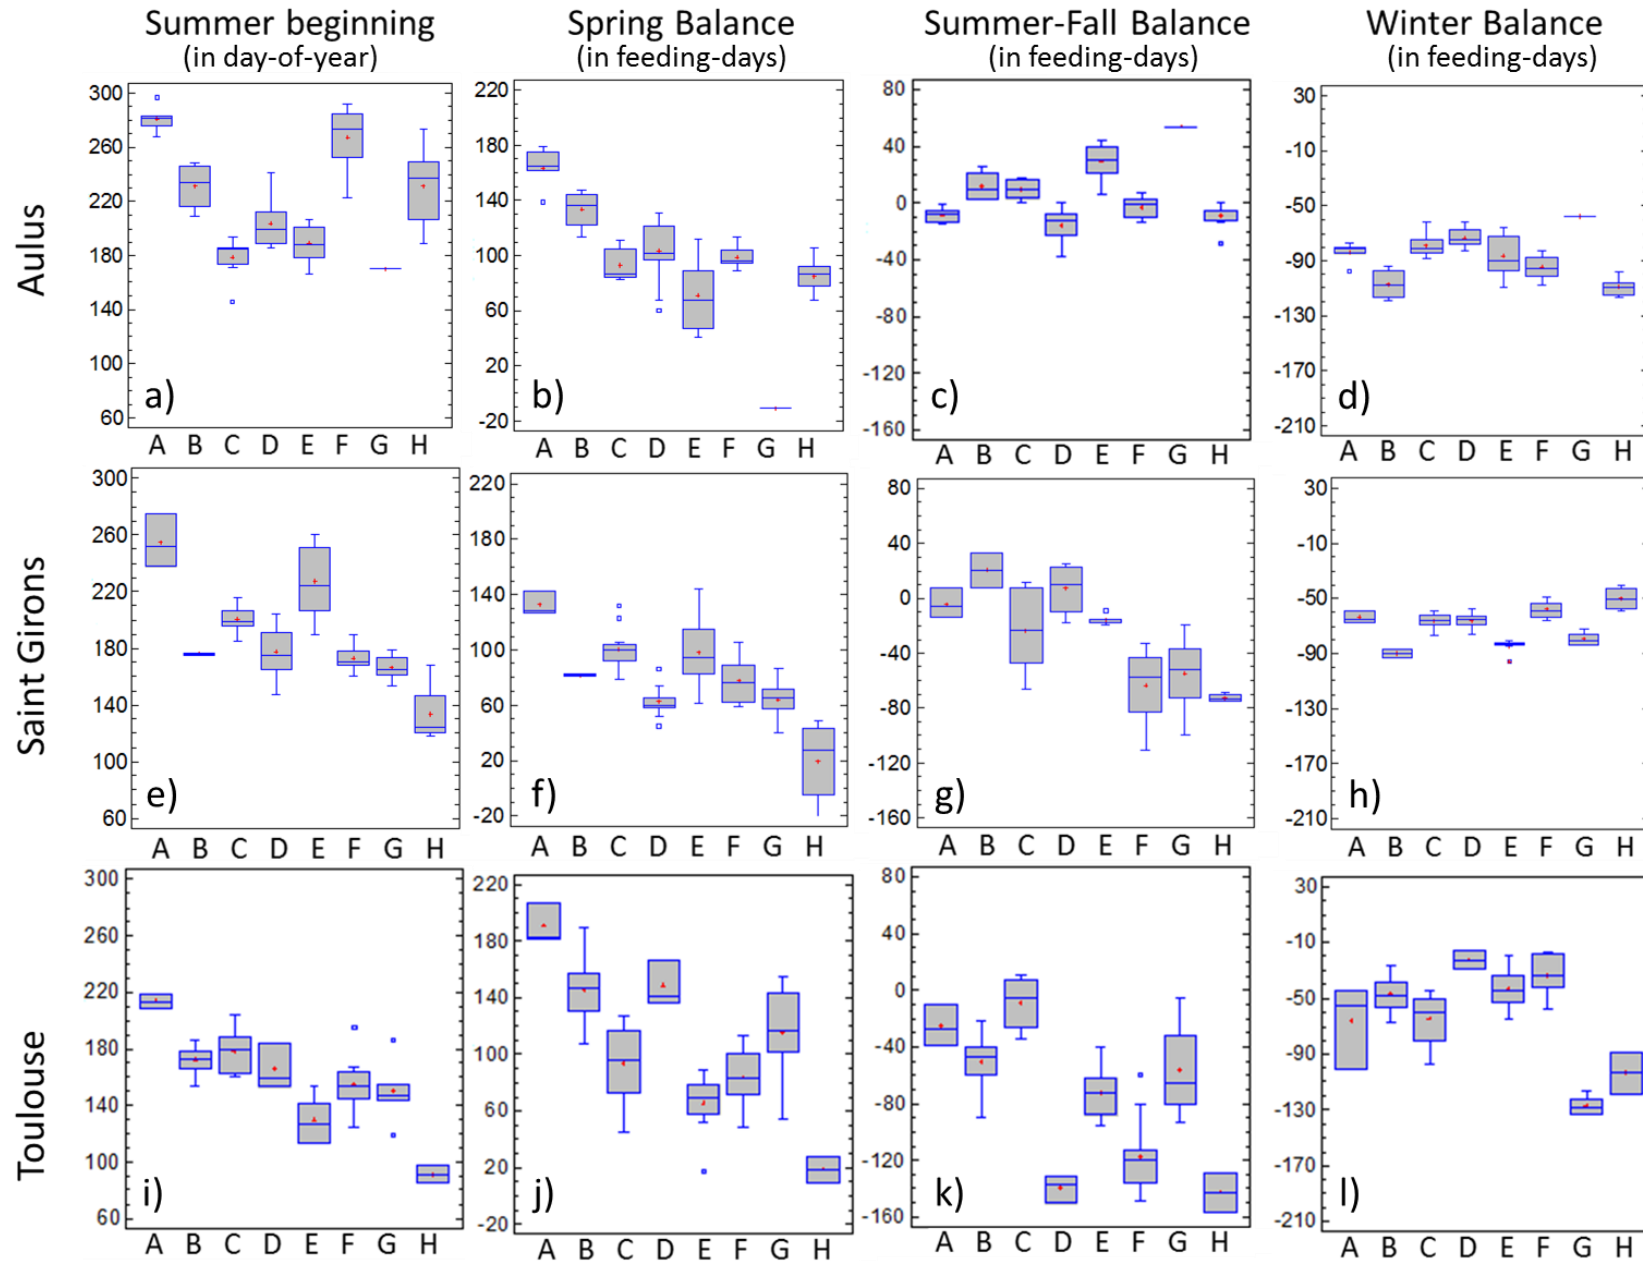 Summer beginning
(in day-of-year)
Spring Balance
(in feeding-days)
Summer-Fall Balance
(in feeding-days)
Winter Balance
(in feeding-days)
Aulus
300
260
220
180
140
100
60
a)
A B C D E F G H
220
180
140
100
60
20
-20
b)
A B C D E F G H
80
40
0
-40
-80
-120
-160
c)
A B C D E F G H
30
-10
-50
-90
-130
-170
-210
d)
A B C D E F G H
Saint Girons
300
260
220
180
140
100
60
e)
A B C D E F G H
220
180
140
100
60
20
-20
f)
A B C D E F G H
80
40
0
-40
-80
-120
-160
g)
A B C D E F G H
30
-10
-50
-90
-130
-170
-210
h)
A B C D E F G H
Toulouse
300
260
220
180
140
100
60
i)
A B C D E F G H
220
180
140
100
60
20
-20
j)
A B C D E F G H
80
40
0
-40
-80
-120
-160
k)
A B C D E F G H
30
-10
-50
-90
-130
-170
-210
l)
A B C D E F G H